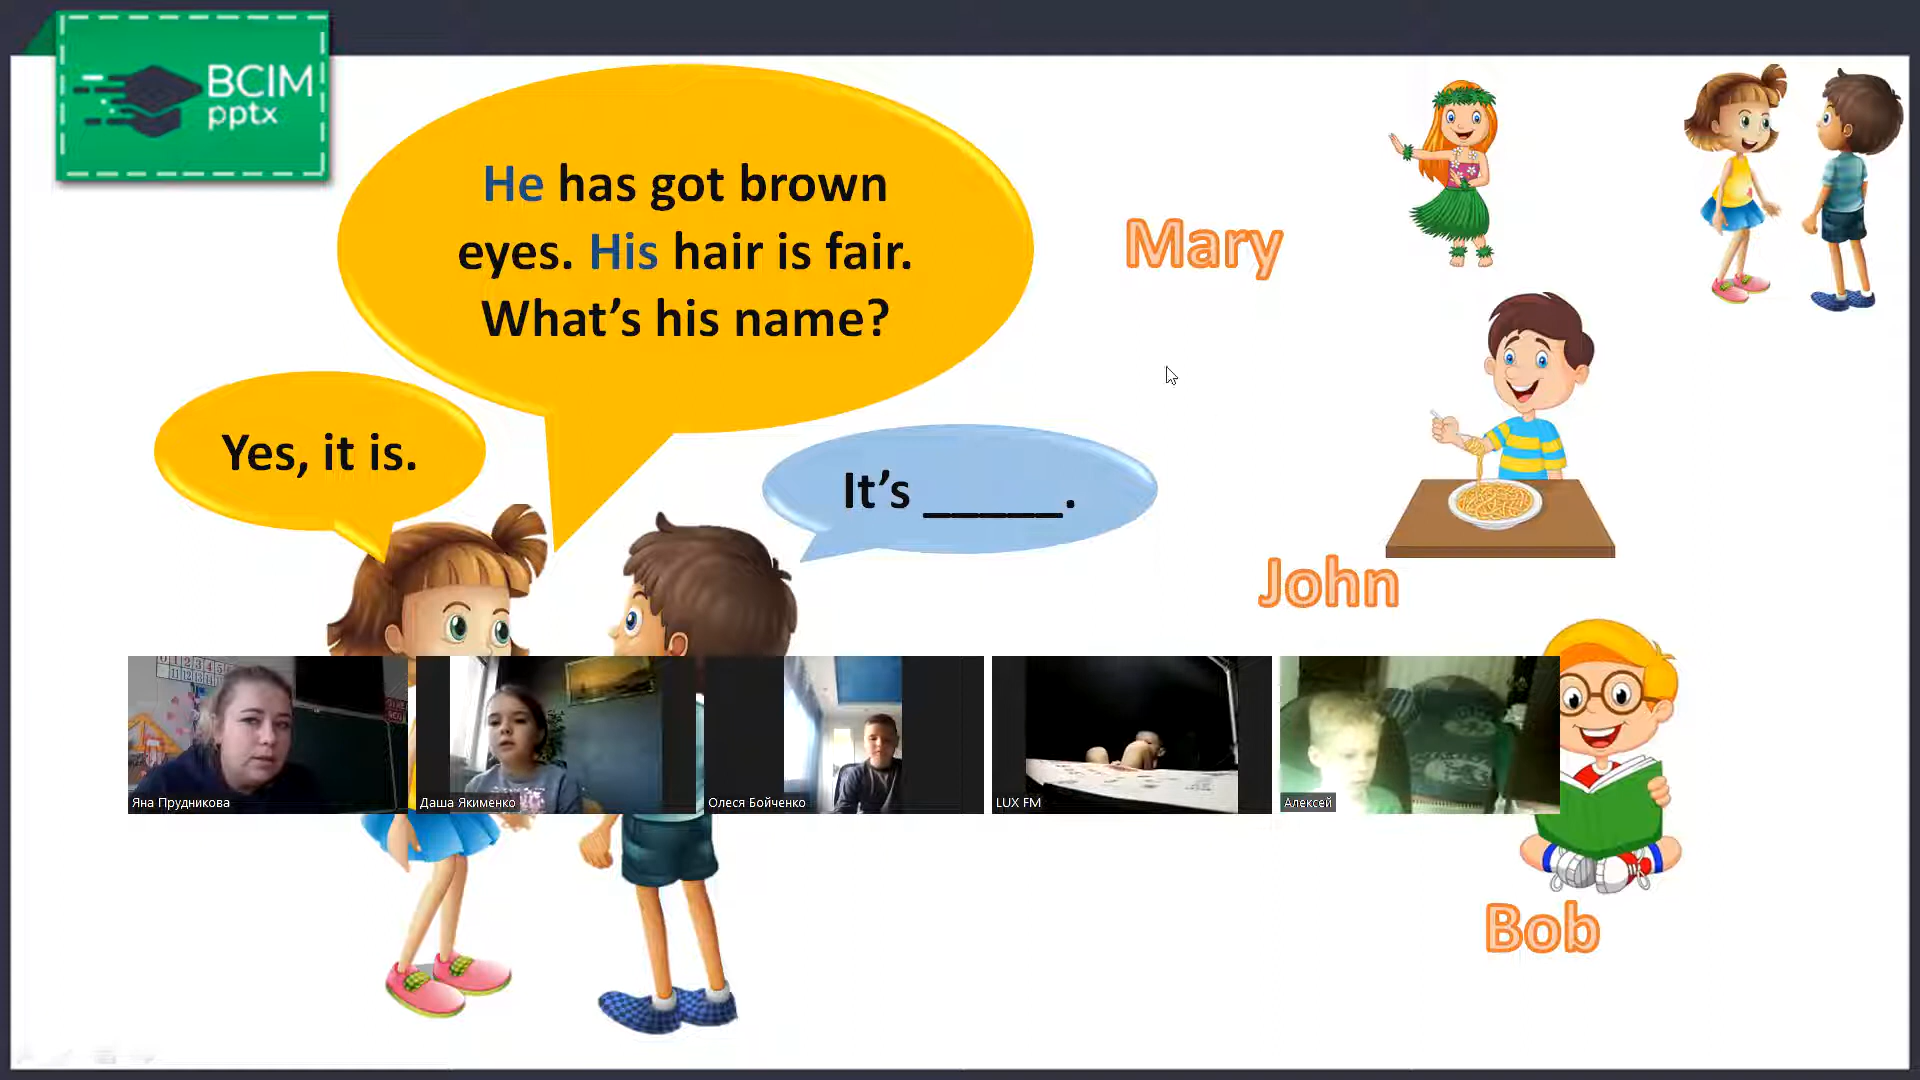 BCIM
pptx
He has got brown
eyes. His hair is fair.
What's his name?
Mary
Yes, it is.
It's _____.
John
Яна Прудникова
Даша Якименко
Олеся Бойченко
LUX FM
Алексей
Bob